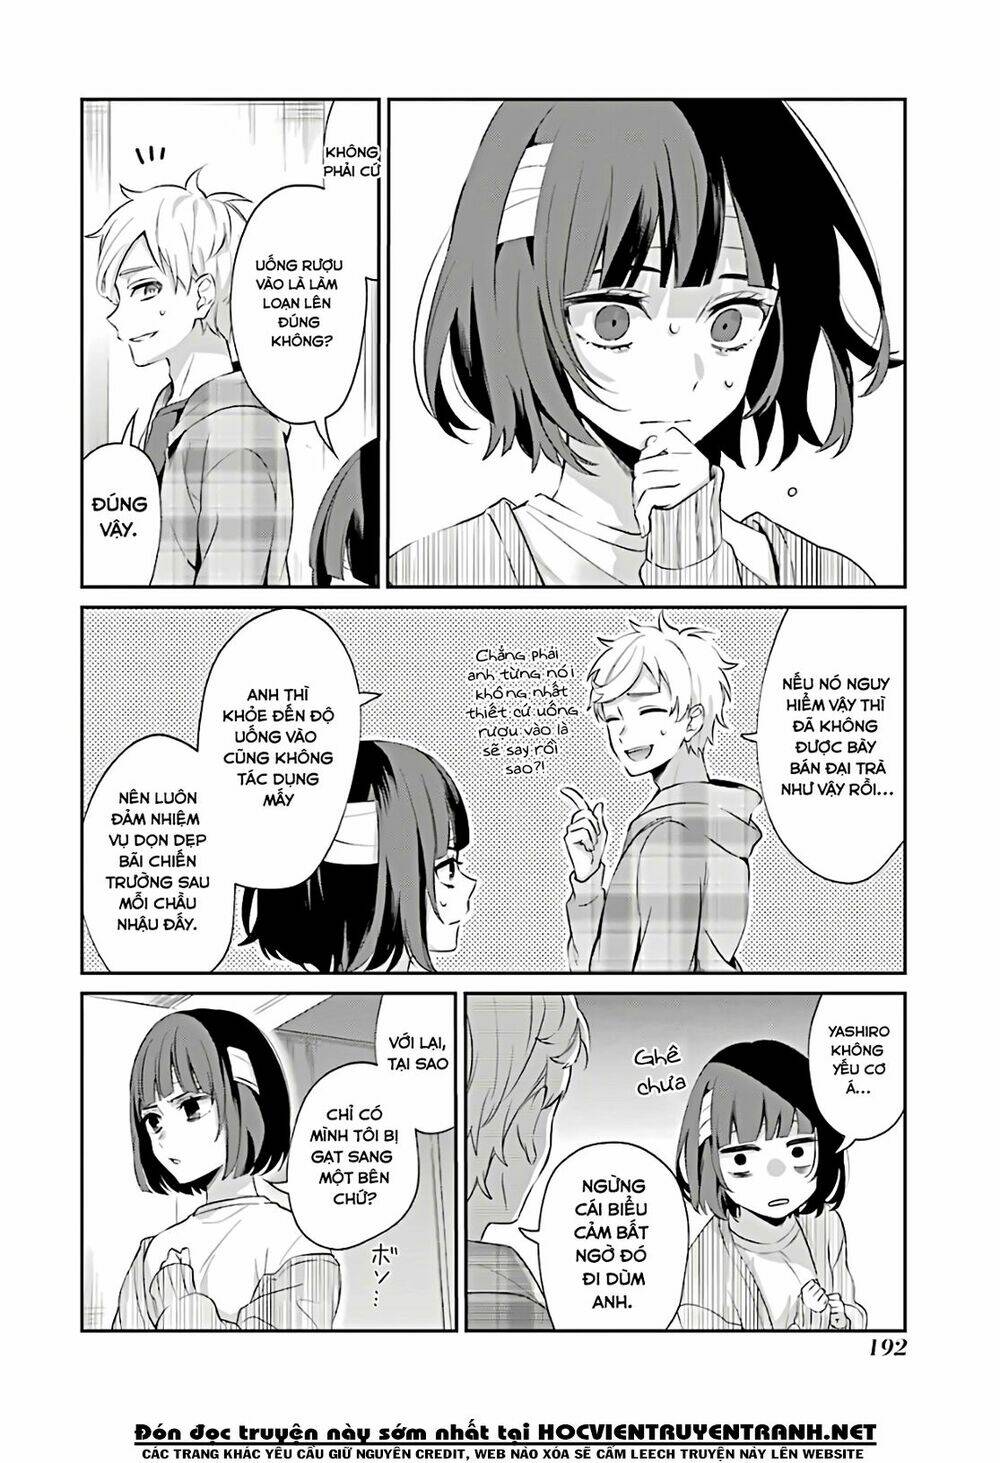 KHÔNG
PHẢI CỨ
UỐNG RƯỢU
VÀO LÀ LÀM
LOẠN LÊN
ĐÚNG
KHÔNG?
ĐÚNG
VẬY.
NẾU NÓ NGUY
HIỂM VẬY THÌ
ĐÃ KHÔNG
ĐƯỢC BÀY
BÁN ĐẠI TRÀ
NHƯ VẬY RỒI...
Chẳng phải
anh từng nói
không nhất
thiết cứ uống
rượu vào là
sẽ say rồi
sao?!
ANH THÌ
KHỎE ĐẾN ĐỘ
UỐNG VÀO
CŨNG KHÔNG
TÁC DỤNG
MẤY
NÊN LUÔN
ĐẢM NHIỆM
VỤ DỌN DẸP
BÃI CHIẾN
TRƯỜNG SAU
MỖI CHẦU
NHẬU ĐẤY.
YASHIRO
KHÔNG
YẾU CƠ
Á...
Ghê
chưa
NGỪNG
CÁI BIỂU
CẢM BẤT
NGỜ ĐÓ
ĐI DÙM
ANH.
VỚI LẠI,
TẠI SAO
CHỈ CÓ
MÌNH TÔI BỊ
GẠT SANG
MỘT BÊN
CHỨ?
ボソ…
192
Đón đọc truyện này sớm nhất tại HOCVIENTRUYENTRANH.NET
CÁC TRANG KHÁC YÊU CẦU GIỮ NGUYÊN CREDIT, WEB NÀO XÓA SẼ CẤM LEECH TRUYỆN NÀY LÊN WEBSITE